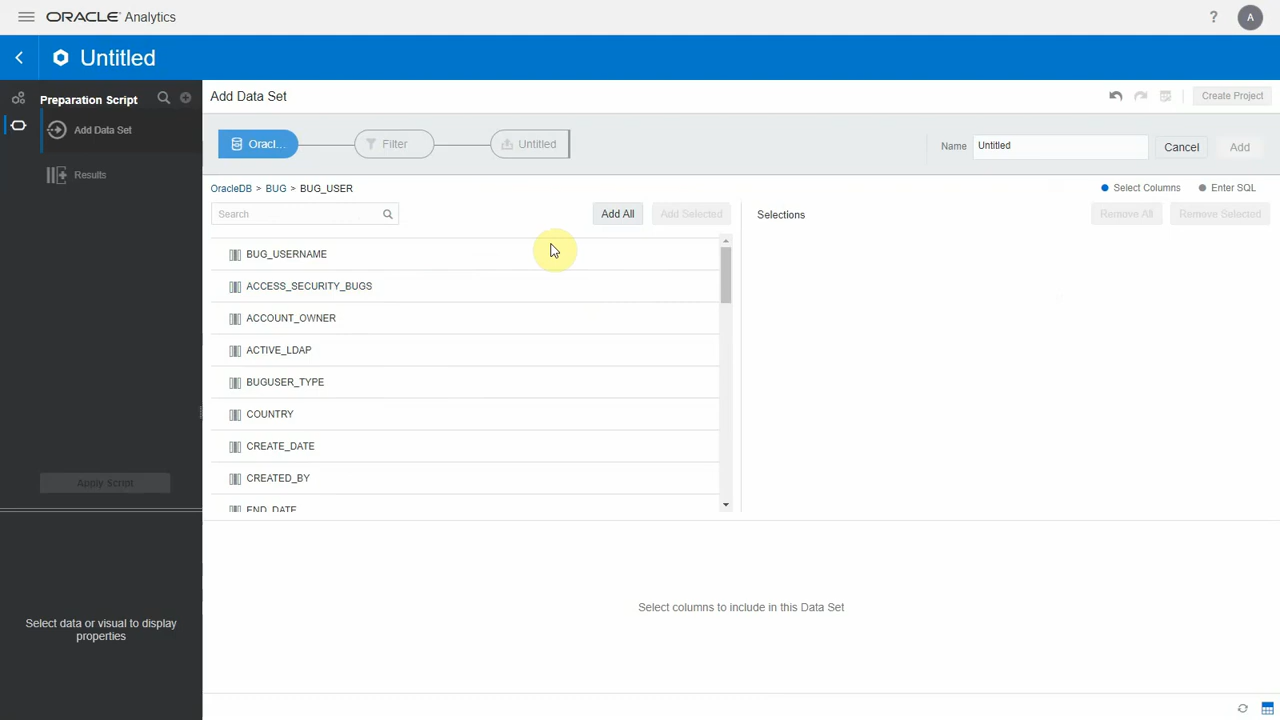 ORACLE Analytics
?
A
Untitled
Preparation Script
Add Data Set
Results
Apply Script
Select data or visual to display
properties
Add Data Set
Create Project
Oracl...
Filter
Untitled
Name
Untitled
Cancel
Add
OracleDB > BUG > BUG_USER
Select Columns
Enter SQL
Search
Add All
Add Selected
Selections
Remove All
Remove Selected
BUG_USERNAME
ACCESS_SECURITY_BUGS
ACCOUNT_OWNER
ACTIVE_LDAP
BUGUSER_TYPE
COUNTRY
CREATE_DATE
CREATED_BY
END_DATE
Select columns to include in this Data Set